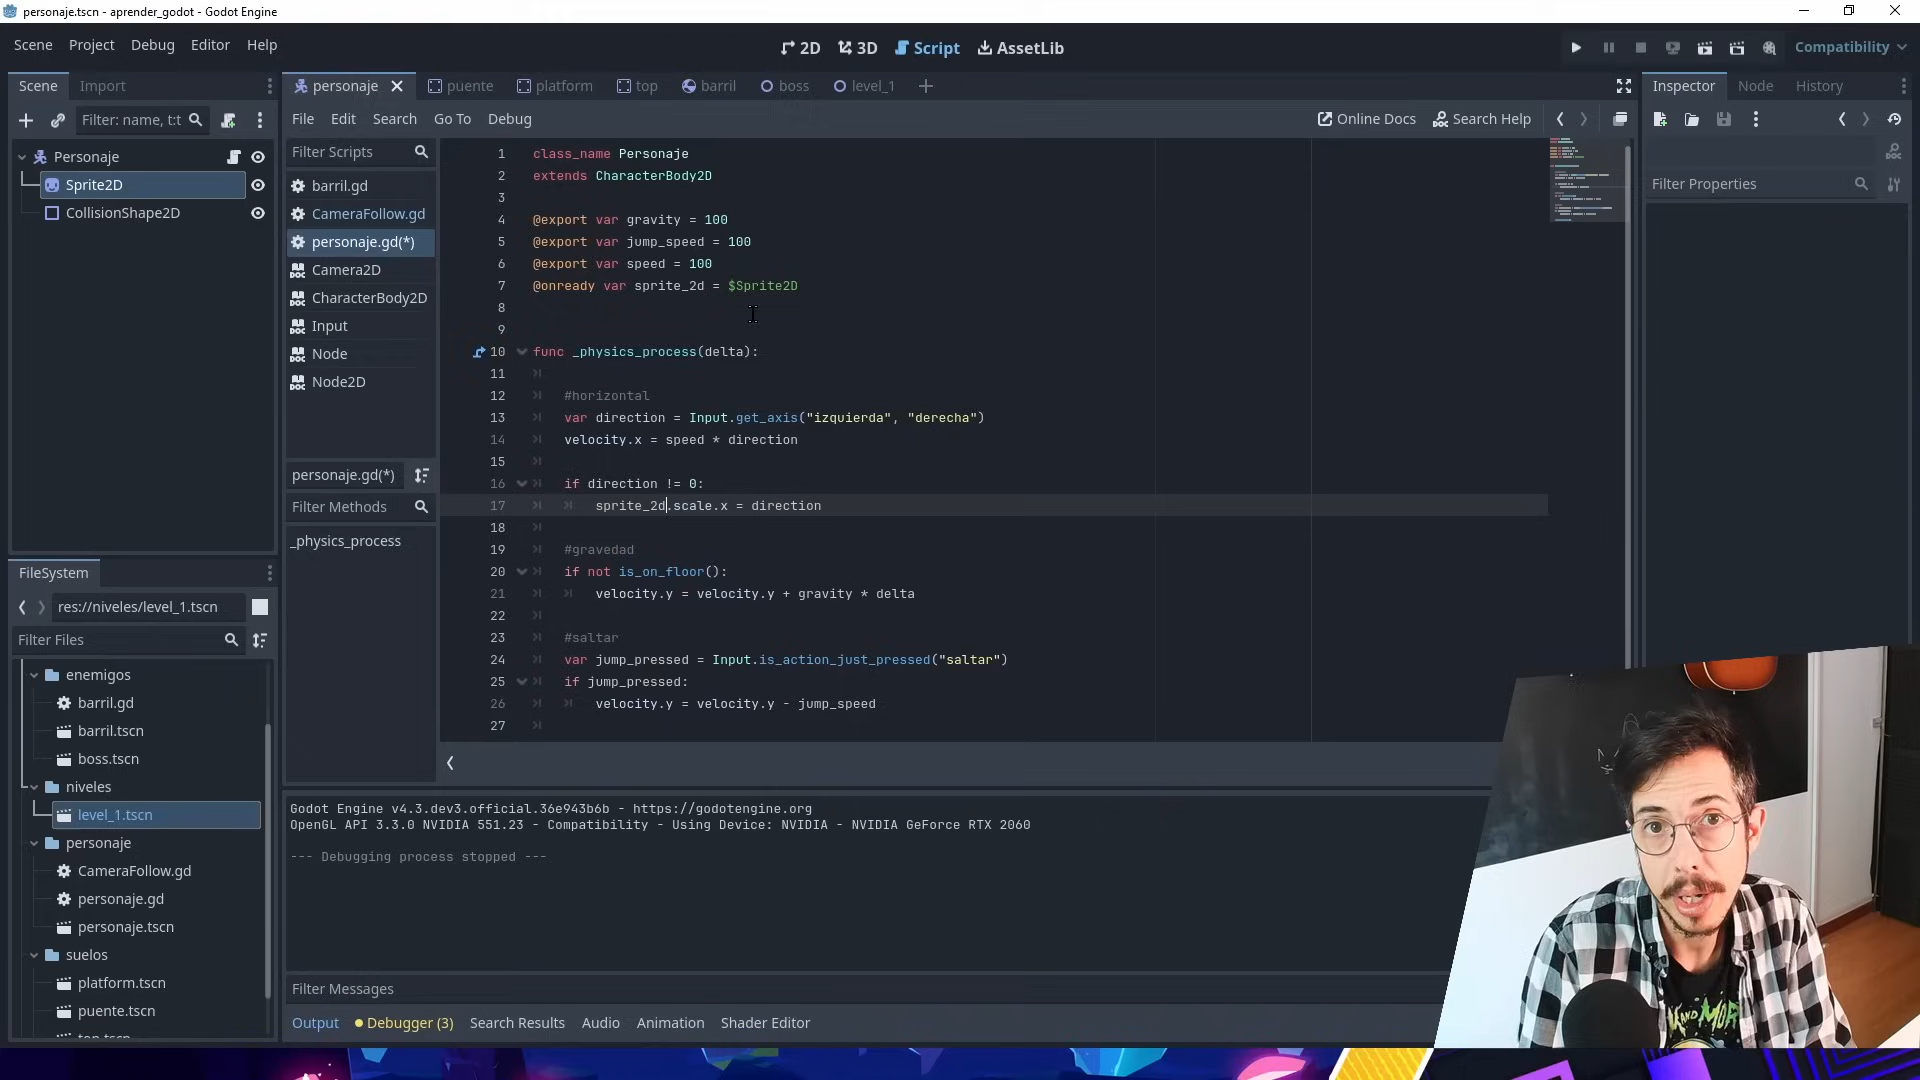 personaje.tscn - aprender_godot - Godot Engine
Scene Project Debug Editor Help
2D 3D Script AssetLib
Compatibility
Scene Import
Filter: name, t:t
Personaje
Sprite2D
CollisionShape2D
personaje puente platform top barril boss level_1
File Edit Search Go To Debug
Online Docs Search Help
Filter Scripts
barril.gd
CameraFollow.gd
personaje.gd(*)
Camera2D
CharacterBody2D
Input
Node
Node2D
personaje.gd(*)
Filter Methods
_physics_process
1 class_name Personaje
2 extends CharacterBody2D
3
4 @export var gravity = 100
5 @export var jump_speed = 100
6 @export var speed = 100
7 @onready var sprite_2d = $Sprite2D
8
9
10 func _physics_process(delta):
11
12 #horizontal
13 var direction = Input.get_axis("izquierda", "derecha")
14 velocity.x = speed * direction
15
16 if direction != 0:
17 sprite_2d.scale.x = direction
18
19 #gravedad
20 if not is_on_floor():
21 velocity.y = velocity.y + gravity * delta
22
23 #saltar
24 var jump_pressed = Input.is_action_just_pressed("saltar")
25 if jump_pressed:
26 velocity.y = velocity.y - jump_speed
27
Inspector Node History
Filter Properties
FileSystem
res://niveles/level_1.tscn
Filter Files
enemigos
barril.gd
barril.tscn
boss.tscn
niveles
level_1.tscn
personaje
CameraFollow.gd
personaje.gd
personaje.tscn
suelos
platform.tscn
puente.tscn
top.tscn
Godot Engine v4.3.dev3.official.36e943b6b - https://godotengine.org
OpenGL API 3.3.0 NVIDIA 551.23 - Compatibility - Using Device: NVIDIA - NVIDIA GeForce RTX 2060
--- Debugging process stopped ---
Filter Messages
Output Debugger (3) Search Results Audio Animation Shader Editor